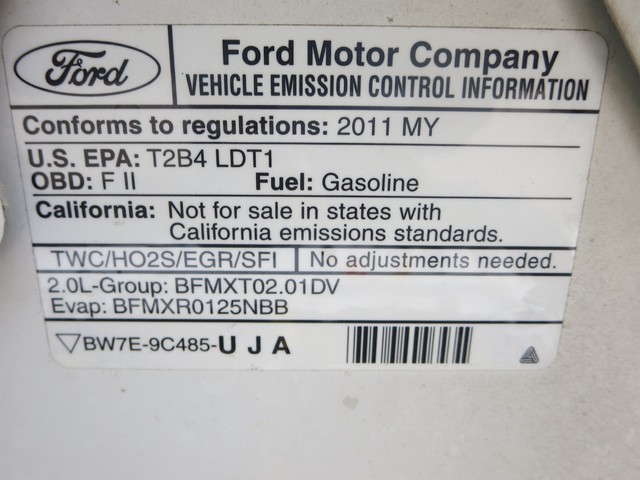 Ford
Ford Motor Company
VEHICLE EMISSION CONTROL INFORMATION
Conforms to regulations: 2011 MY
U.S. EPA: T2B4 LDT1
OBD: F II Fuel: Gasoline
California: Not for sale in states with
California emissions standards.
TWC/HO2S/EGR/SFI No adjustments needed.
2.0L-Group: BFMXT02.01DV
Evap: BFMXR0125NBB
BW7E-9C485-U J A